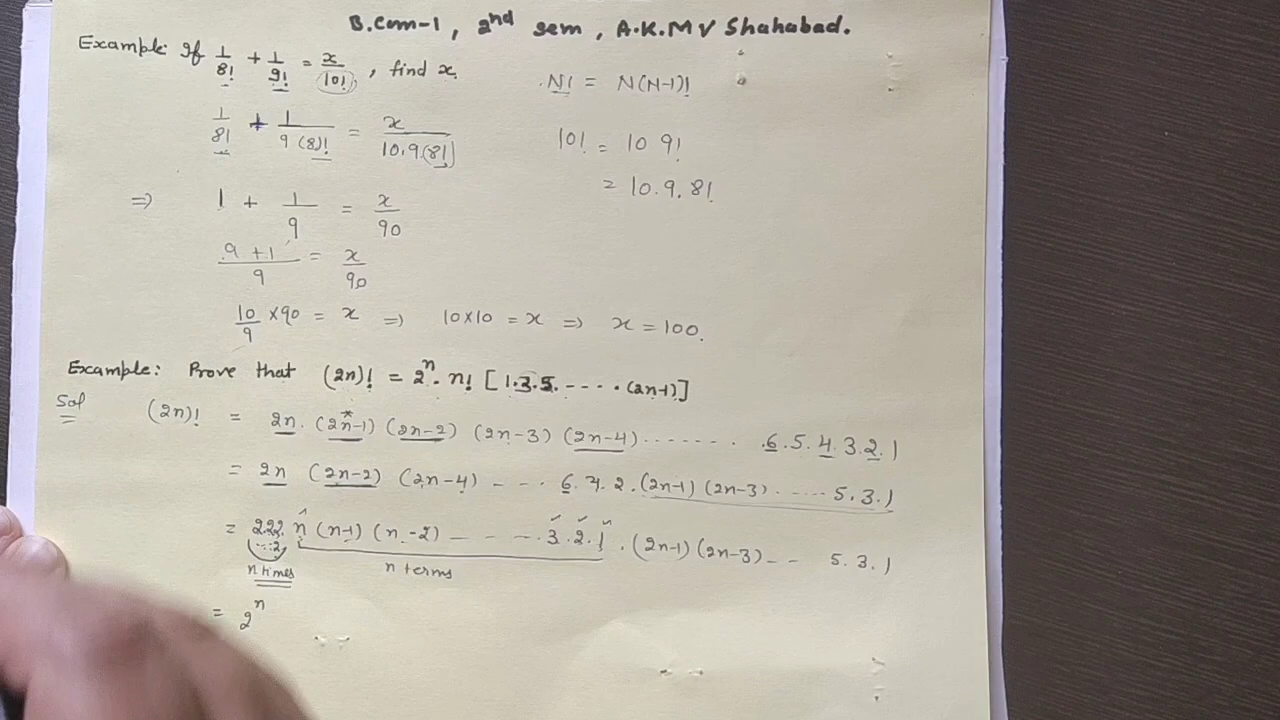 B.Com-1, 2nd sem, A.K.M V Shahabad.
Example: If 1/8! + 1/9! = x/10!, find x.
N! = N(N-1)!
1/8! + 1/9(8)! = x/10.9.(8!)
10! = 10 9!
= 10.9.8!
⇒ 1 + 1/9 = x/90
9+1/9 = x/90
10/9 ×90 = x ⇒ 10×10 = x ⇒ x = 100.
Example: Prove that (2n)! = 2^n. n! [1.3.5. ---- .(2n-1)]
Sol (2n)! = 2n. (2n-1) (2n-2) (2n-3) (2n-4)........ .6.5.4.3.2.1
= 2n (2n-2) (2n-4) - -- 6.4.2.(2n-1) (2n-3). ..... 5.3.1
= 2.2.2. n (n-1) (n-2) - - - - . 3.2.1 . (2n-1) (2n-3) - - 5.3.1
...2
n times n terms
= 2^n